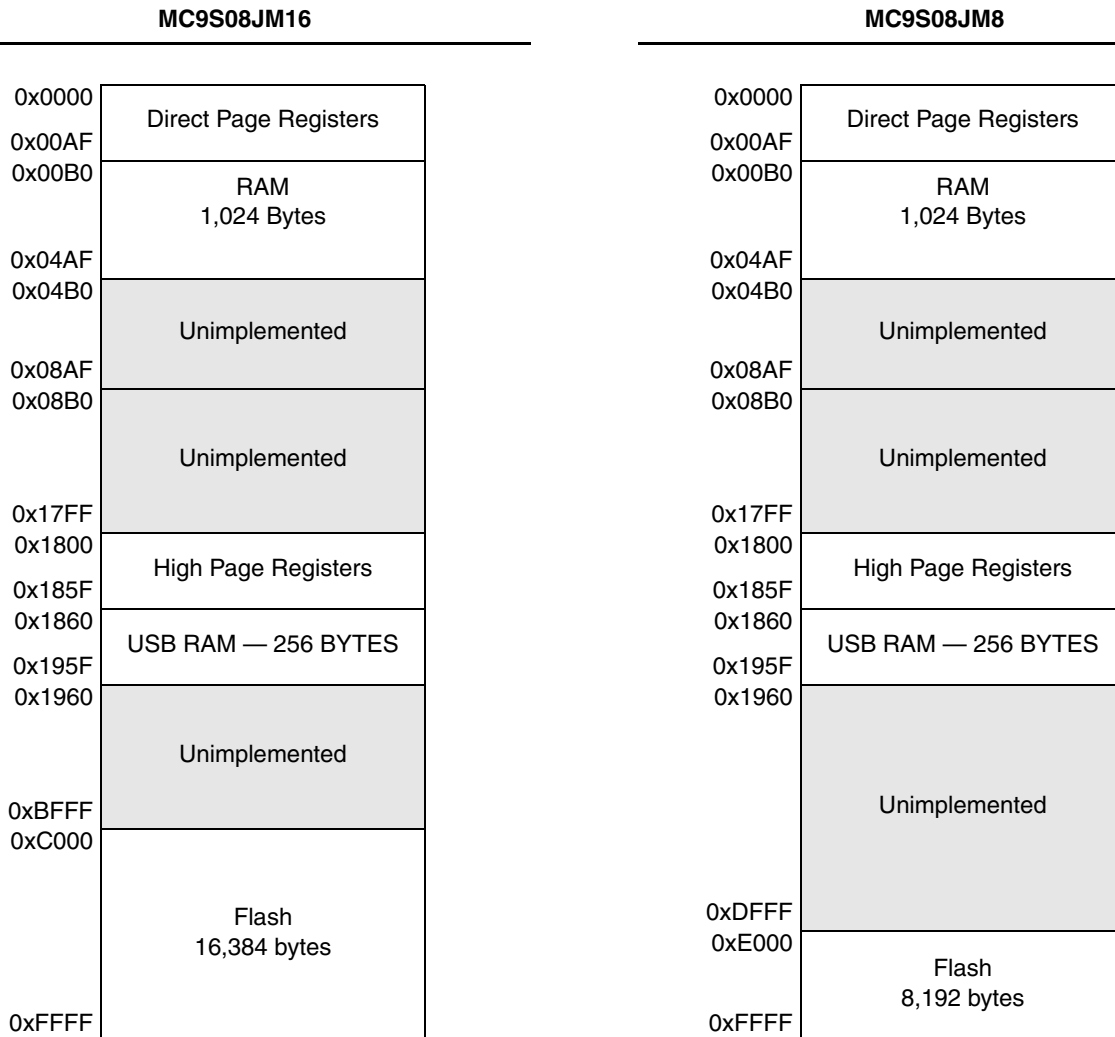 MC9S08JM16
0x0000
Direct Page Registers
0x00AF
0x00B0
RAM
1,024 Bytes
0x04AF
0x04B0
Unimplemented
0x08AF
0x08B0
Unimplemented
0x17FF
0x1800
High Page Registers
0x185F
0x1860
USB RAM — 256 BYTES
0x195F
0x1960
Unimplemented
0xBFFF
0xC000
Flash
16,384 bytes
0xFFFF
MC9S08JM8
0x0000
Direct Page Registers
0x00AF
0x00B0
RAM
1,024 Bytes
0x04AF
0x04B0
Unimplemented
0x08AF
0x08B0
Unimplemented
0x17FF
0x1800
High Page Registers
0x185F
0x1860
USB RAM — 256 BYTES
0x195F
0x1960
Unimplemented
0xDFFF
0xE000
Flash
8,192 bytes
0xFFFF